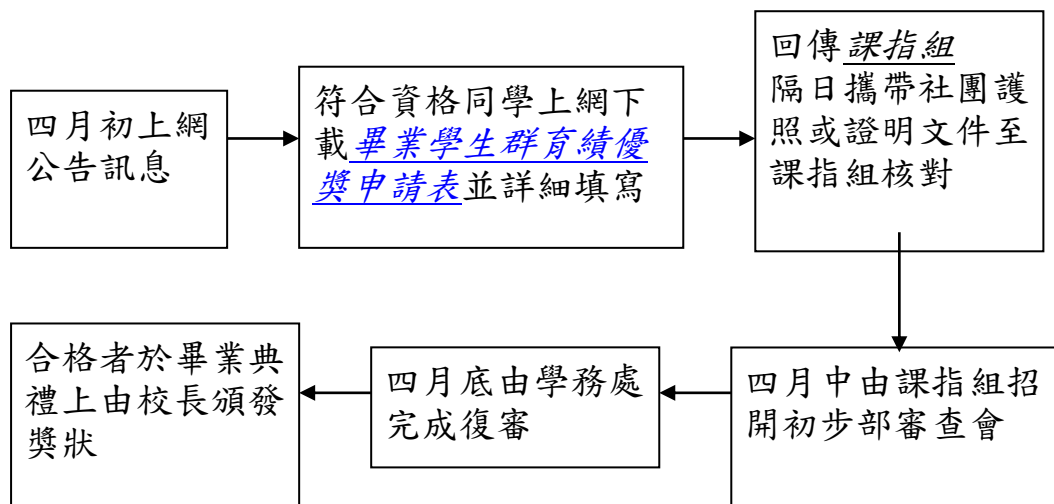 四月初上網
公告訊息
符合資格同學上網下
載畢業學生群育績優
獎申請表並詳細填寫
回傳課指組
隔日攜帶社團護
照或證明文件至
課指組核對
四月中由課指組招
開初步部審查會
四月底由學務處
完成復審
合格者於畢業典
禮上由校長頒發
獎狀